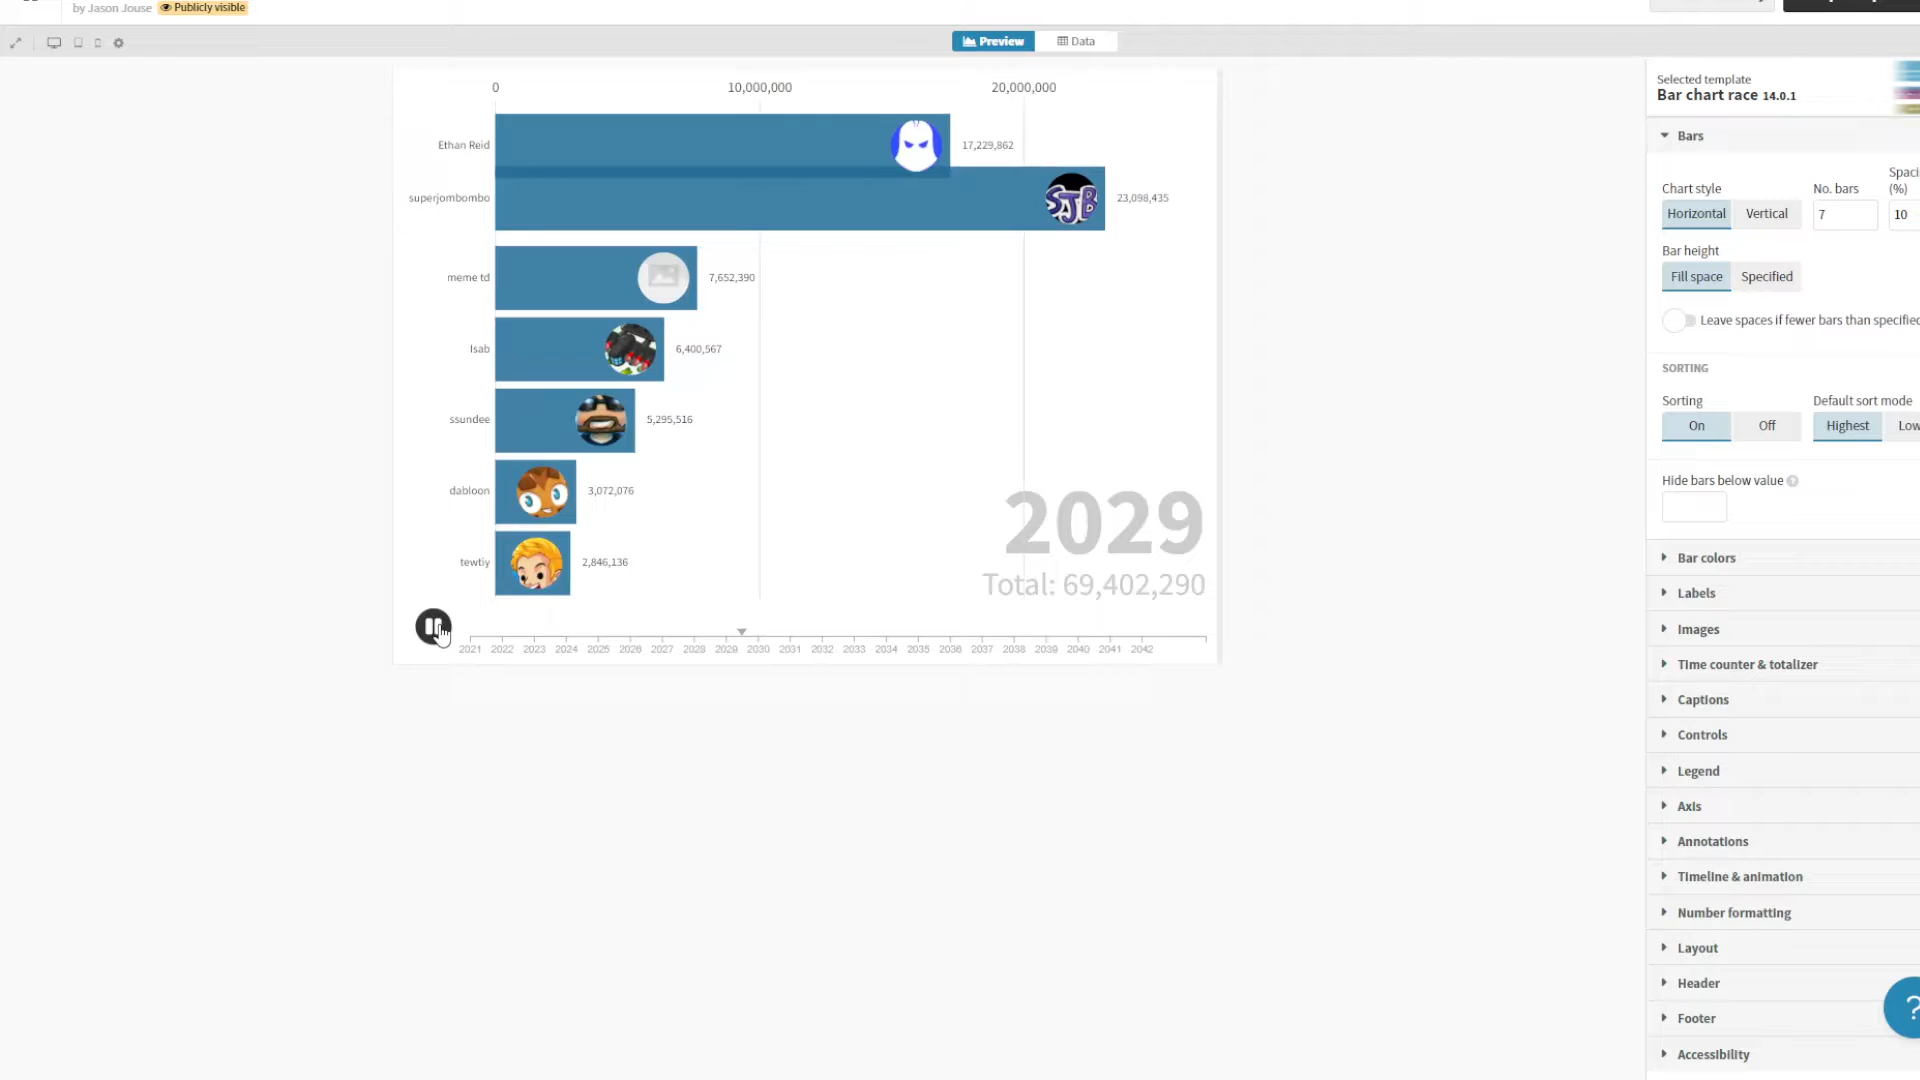 by Jason Jouse Publicly visible
Preview Data
0 10,000,000 20,000,000
Ethan Reid 17,229,862
superjombombo SJB 23,098,435
meme td 7,652,390
lsab 6,400,567
ssundee 5,295,516
dabloon 3,072,076
tewtiy 2,846,136
2029
Total: 69,402,290
2021 2022 2023 2024 2025 2026 2027 2028 2029 2030 2031 2032 2033 2034 2035 2036 2037 2038 2039 2040 2041 2042
Selected template
Bar chart race 14.0.1
Bars
Chart style No. bars (%)
Horizontal Vertical 7 10
Bar height
Fill space Specified
Leave spaces if fewer bars than specified
SORTING
Sorting Default sort mode
On Off Highest Low
Hide bars below value ?
Bar colors
Labels
Images
Time counter & totalizer
Captions
Controls
Legend
Axis
Annotations
Timeline & animation
Number formatting
Layout
Header
Footer
Accessibility
?